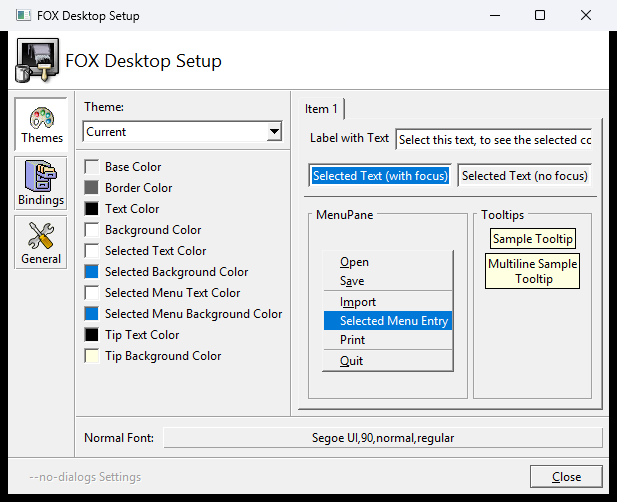 FOX Desktop Setup
FOX Desktop Setup
Themes
Bindings
General
Theme:
Current
Base Color
Border Color
Text Color
Background Color
Selected Text Color
Selected Background Color
Selected Menu Text Color
Selected Menu Background Color
Tip Text Color
Tip Background Color
Item 1
Label with Text
Select this text, to see the selected co
Selected Text (with focus)
Selected Text (no focus)
MenuPane
Open
Save
Import
Selected Menu Entry
Print
Quit
Tooltips
Sample Tooltip
Multiline Sample
Tooltip
Normal Font:
Segoe UI,90,normal,regular
--no-dialogs Settings
Close